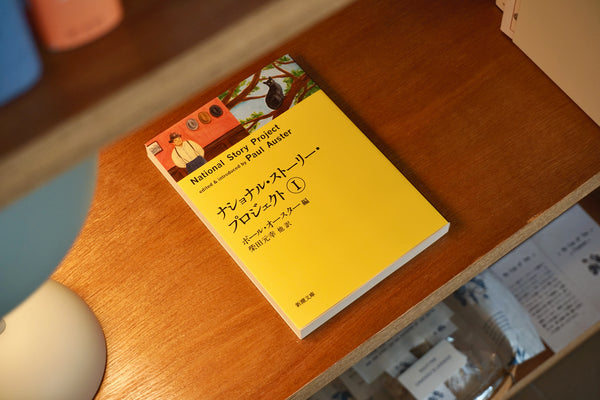 National Story Project
edited & introduced by Paul Auster
ナショナル・ストーリー・
プロジェクト Ⅰ
ポール・オースター 編
柴田元幸 他訳
新潮文庫